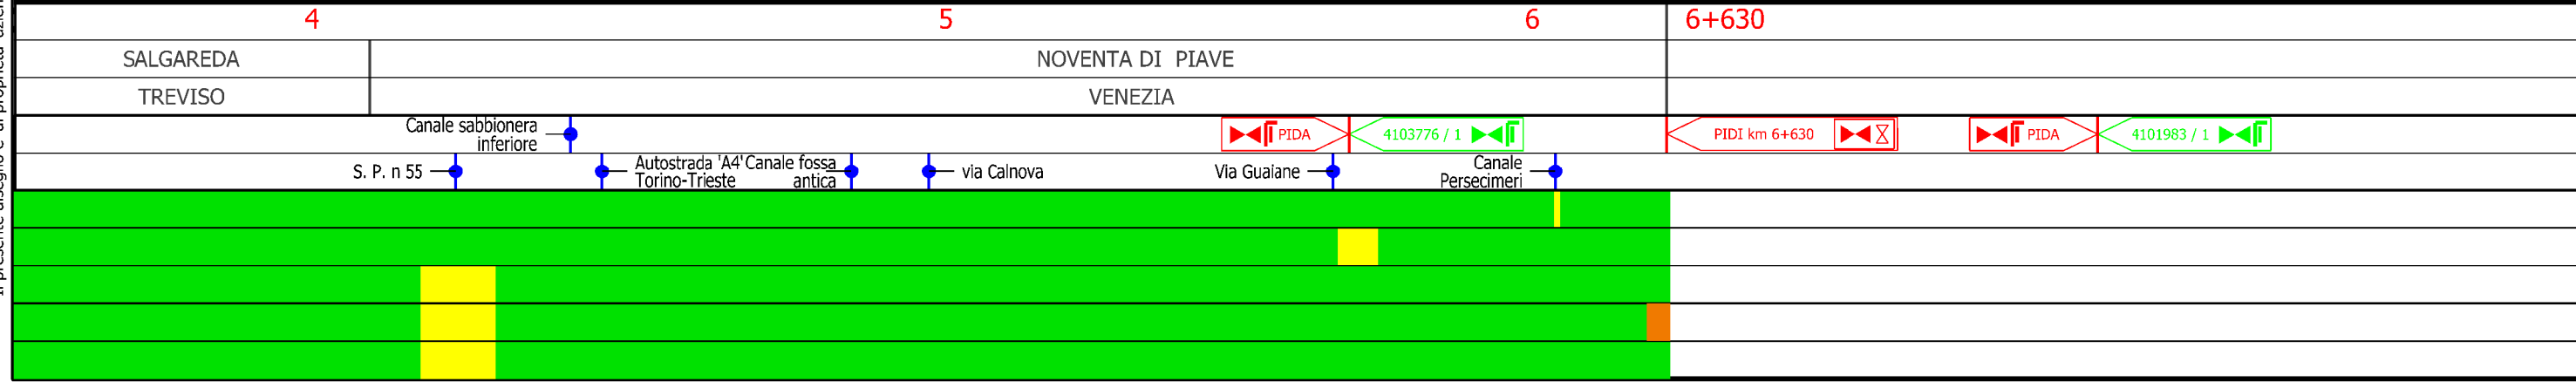 4 5 6 6+630
SALGAREDA NOVENTA DI PIAVE
TREVISO VENEZIA
Canale sabbionera
inferiore
PIDA 4103776 / 1 PIDI km 6+630 PIDA 4101983 / 1
S. P. n 55
Autostrada 'A4'
Torino-Trieste
Canale fossa
antica
via Calnova
Via Guaiane
Canale
Persecimeri